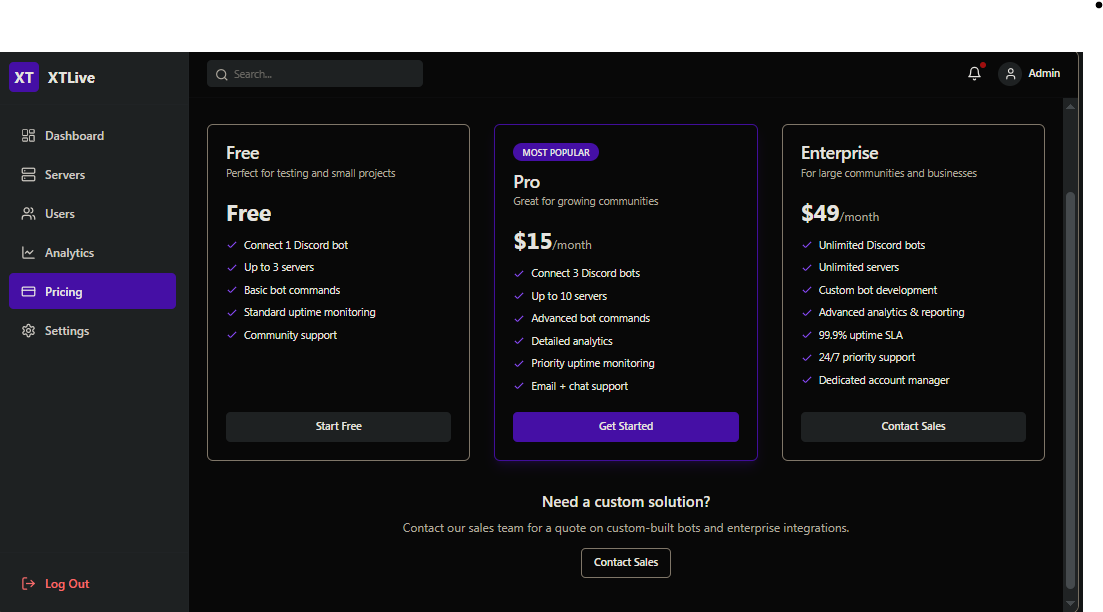 XT XTLive
Search...
Admin
Dashboard
Servers
Users
Analytics
Pricing
Settings
Log Out
Free
Perfect for testing and small projects
Free
Connect 1 Discord bot
Up to 3 servers
Basic bot commands
Standard uptime monitoring
Community support
Start Free
MOST POPULAR
Pro
Great for growing communities
$15/month
Connect 3 Discord bots
Up to 10 servers
Advanced bot commands
Detailed analytics
Priority uptime monitoring
Email + chat support
Get Started
Enterprise
For large communities and businesses
$49/month
Unlimited Discord bots
Unlimited servers
Custom bot development
Advanced analytics & reporting
99.9% uptime SLA
24/7 priority support
Dedicated account manager
Contact Sales
Need a custom solution?
Contact our sales team for a quote on custom-built bots and enterprise integrations.
Contact Sales